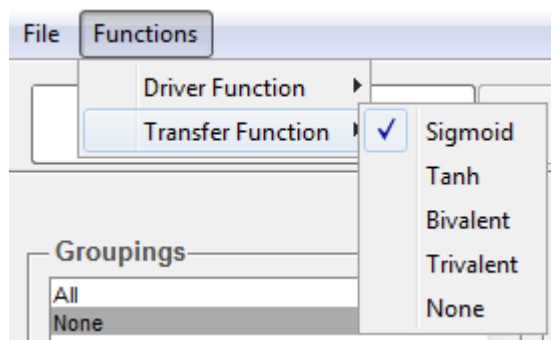 File Functions
Driver Function
Transfer Function
Sigmoid
Tanh
Bivalent
Trivalent
None
Groupings
All
None